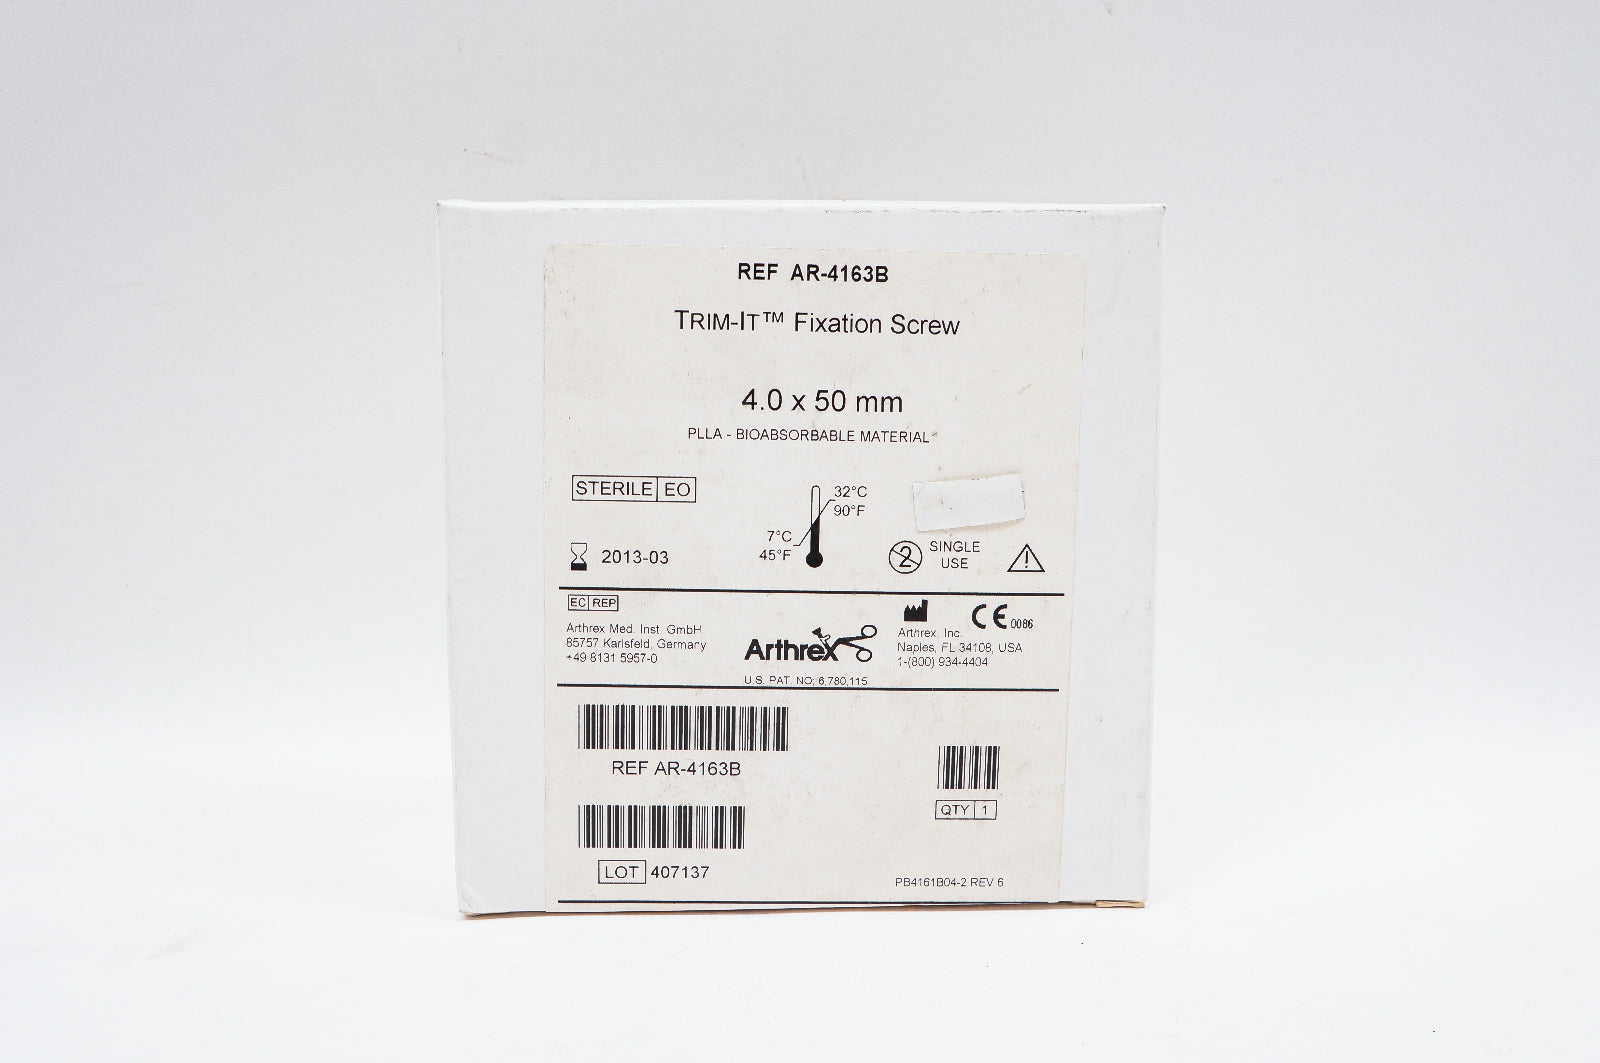 REF AR-4163B
TRIM-IT™ Fixation Screw
4.0 x 50 mm
PLLA - BIOABSORBABLE MATERIAL
STERILE EO
32°C
90°F
7°C
45°F
2013-03
2
SINGLE
USE
!
EC REP
Arthrex Med. Inst. GmbH
85757 Karlsfeld, Germany
+49 8131 5957-0
Arthrex
U.S. PAT. NO; 6,780,115
CE 0086
Arthrex, Inc.
Naples, FL 34108, USA
1-(800) 934-4404
REF AR-4163B
QTY 1
LOT 407137
PB4161B04-2 REV 6